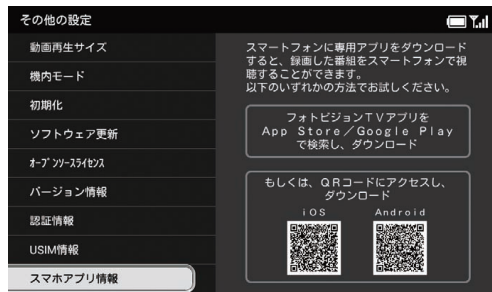 その他の設定
動画再生サイズ
機内モード
初期化
ソフトウェア更新
ｵｰﾌﾟﾝｿｰｽﾗｲｾﾝｽ
バージョン情報
認証情報
USIM情報
スマホアプリ情報
スマートフォンに専用アプリをダウンロード
すると、録画した番組をスマートフォンで視
聴することができます。
以下のいずれかの方法でお試しください。
フォトビジョンＴＶアプリを
Ａｐｐ Ｓｔｏｒｅ／Ｇｏｏｇｌｅ Ｐｌａｙ
で検索し、ダウンロード
もしくは、ＱＲコードにアクセスし、
ダウンロード
ｉＯＳ Ａｎｄｒｏｉｄ